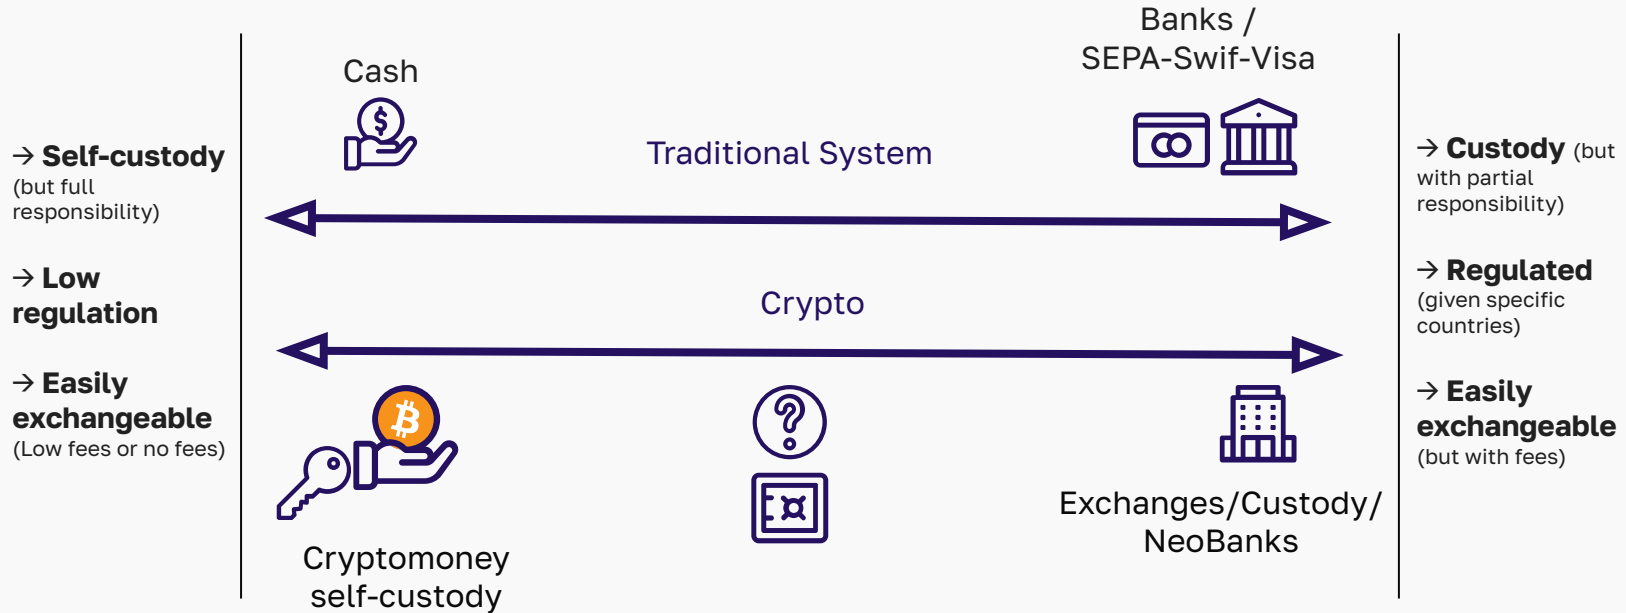 → Self-custody
(but full
responsibility)
→ Low
regulation
→ Easily
exchangeable
(Low fees or no fees)
Cash
Banks /
SEPA-Swif-Visa
$
Traditional System
Crypto
?
Cryptomoney
self-custody
Exchanges/Custody/
NeoBanks
→ Custody (but
with partial
responsibility)
→ Regulated
(given specific
countries)
→ Easily
exchangeable
(but with fees)